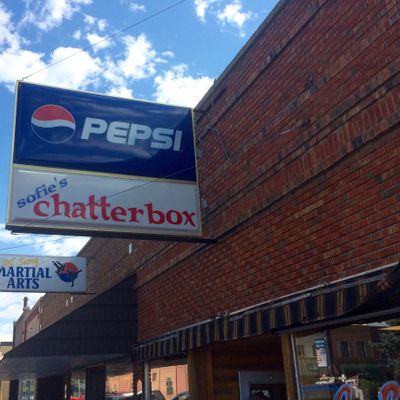 PEPSI
sofie's
chatterbox
MARTIAL
ARTS